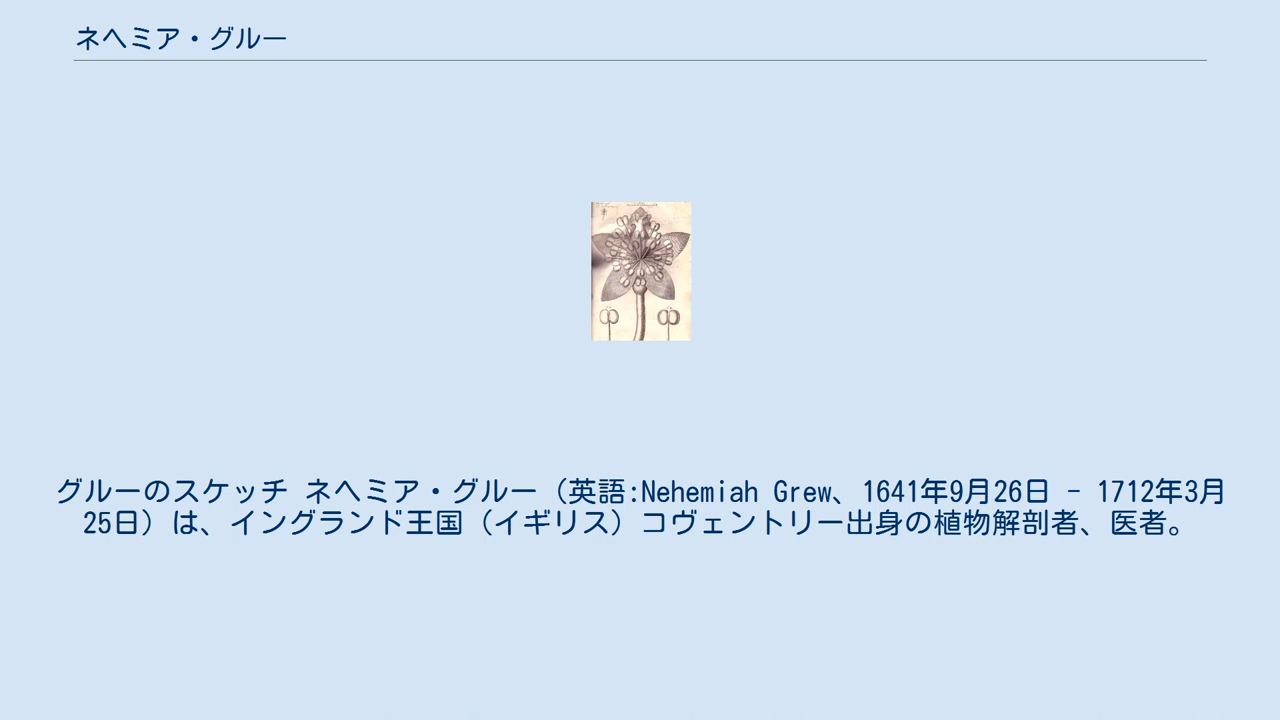 ネヘミア・グルー
グルーのスケッチ ネヘミア・グルー（英語:Nehemiah Grew、1641年9月26日 - 1712年3月
25日）は、イングランド王国（イギリス）コヴェントリー出身の植物解剖者、医者。